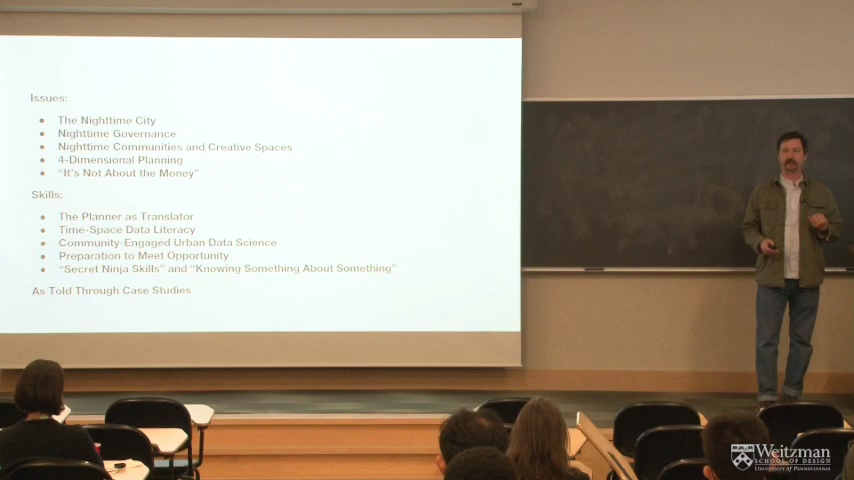 Issues:
● The Nighttime City
● Nighttime Governance
● Nighttime Communities and Creative Spaces
● 4-Dimensional Planning
● “It’s Not About the Money”
Skills:
● The Planner as Translator
● Time-Space Data Literacy
● Community-Engaged Urban Data Science
● Preparation to Meet Opportunity
● “Secret Ninja Skills” and “Knowing Something About Something”
As Told Through Case Studies
Weitzman
SCHOOL OF DESIGN
UNIVERSITY OF PENNSYLVANIA